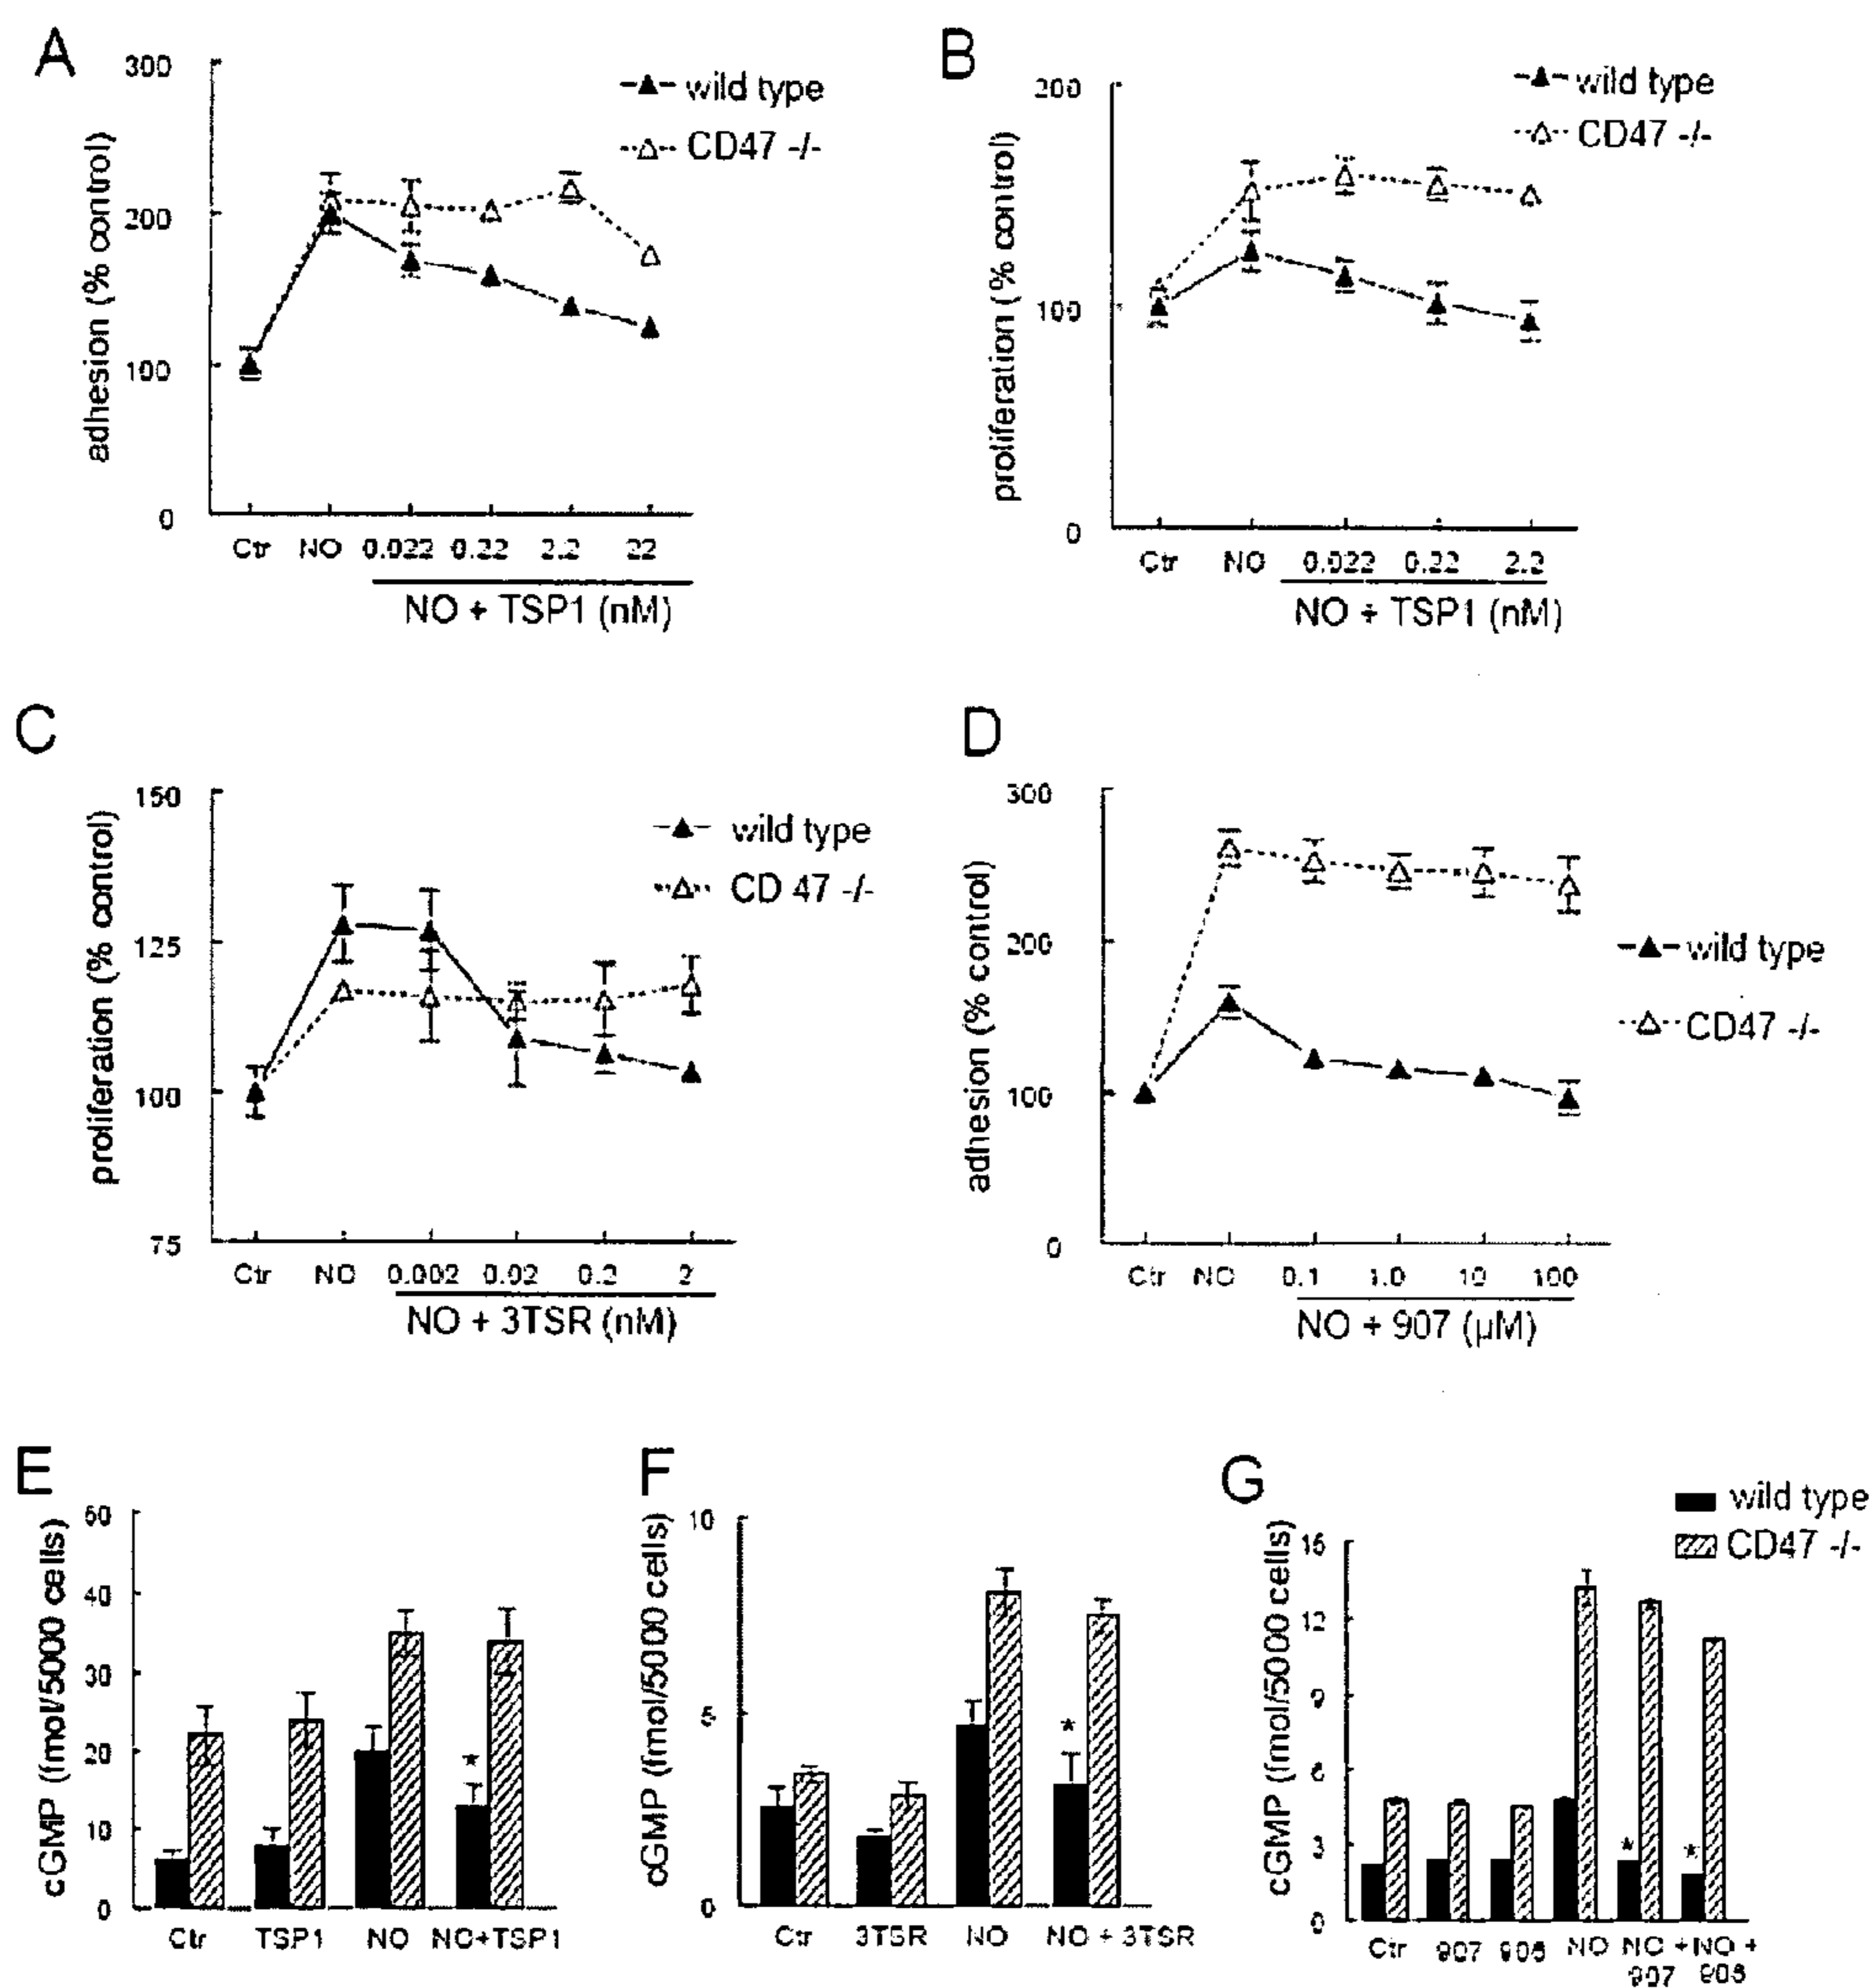 A
300
200
100
0
adhesion (% control)
wild type
CD47 -/-
Ctr NO 0.022 0.22 2.2 22
NO + TSP1 (nM)
B
200
100
0
proliferation (% control)
wild type
CD47 -/-
Ctr NO 0.022 0.22 2.2
NO + TSP1 (nM)
C
150
125
100
75
proliferation (% control)
wild type
CD 47 -/-
Ctr NO 0.002 0.02 0.2 2
NO + 3TSR (nM)
D
300
200
100
0
adhesion (% control)
wild type
CD47 -/-
Ctr NO 0.1 1.0 10 100
NO + 907 (µM)
E
50
40
30
20
10
0
cGMP (fmol/5000 cells)
*
Ctr TSP1 NO NO+TSP1
F
10
5
0
cGMP (fmol/5000 cells)
*
Ctr 3TSR NO NO + 3TSR
G
wild type
CD47 -/-
15
12
9
6
3
0
cGMP (fmol/5000 cells)
* *
Ctr 907 906 NO NO + NO +
907 906